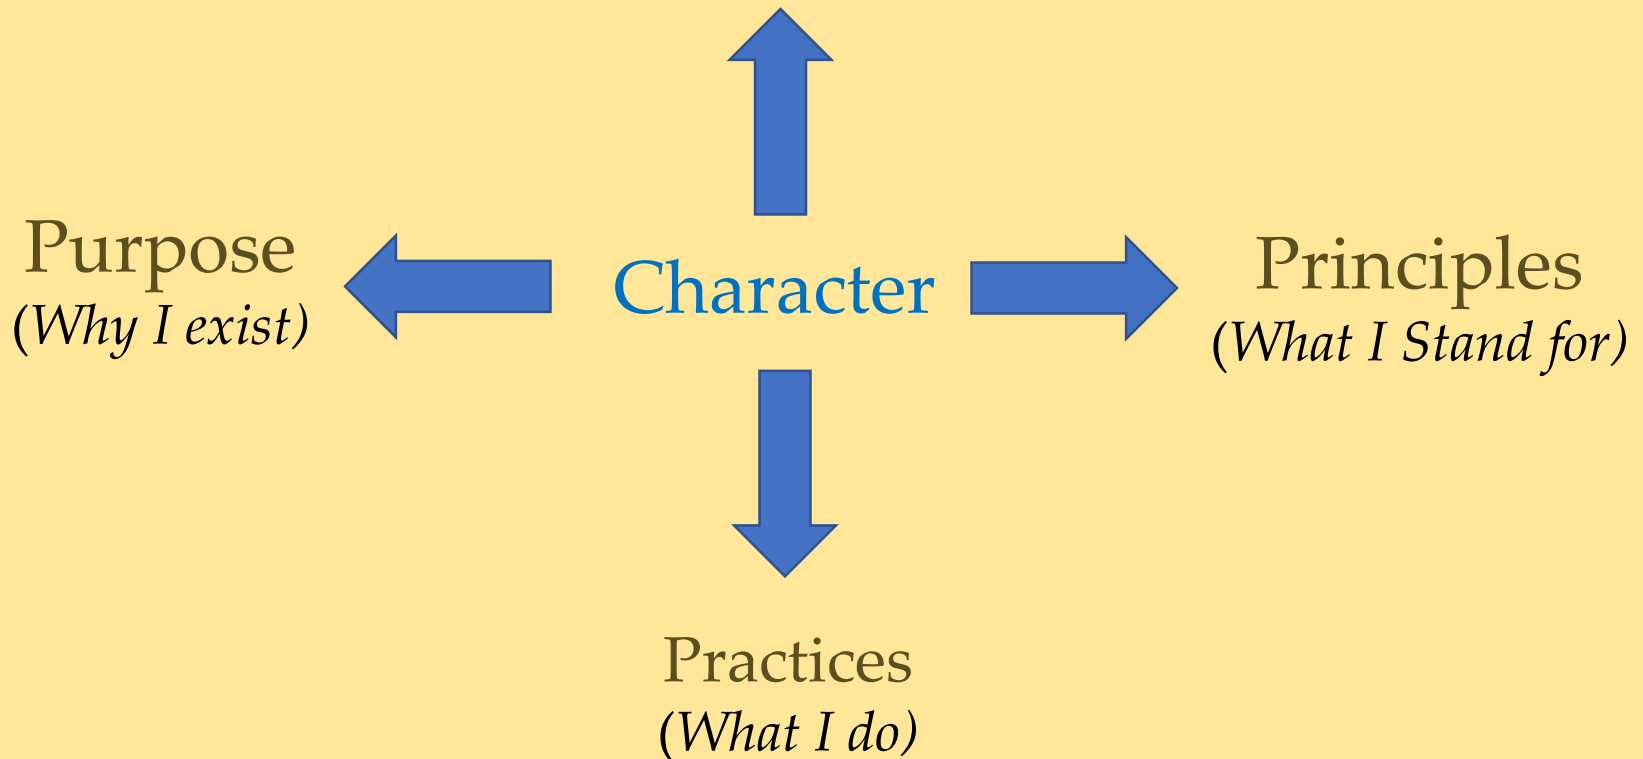 Purpose
(Why I exist)
Character
Principles
(What I Stand for)
Practices
(What I do)